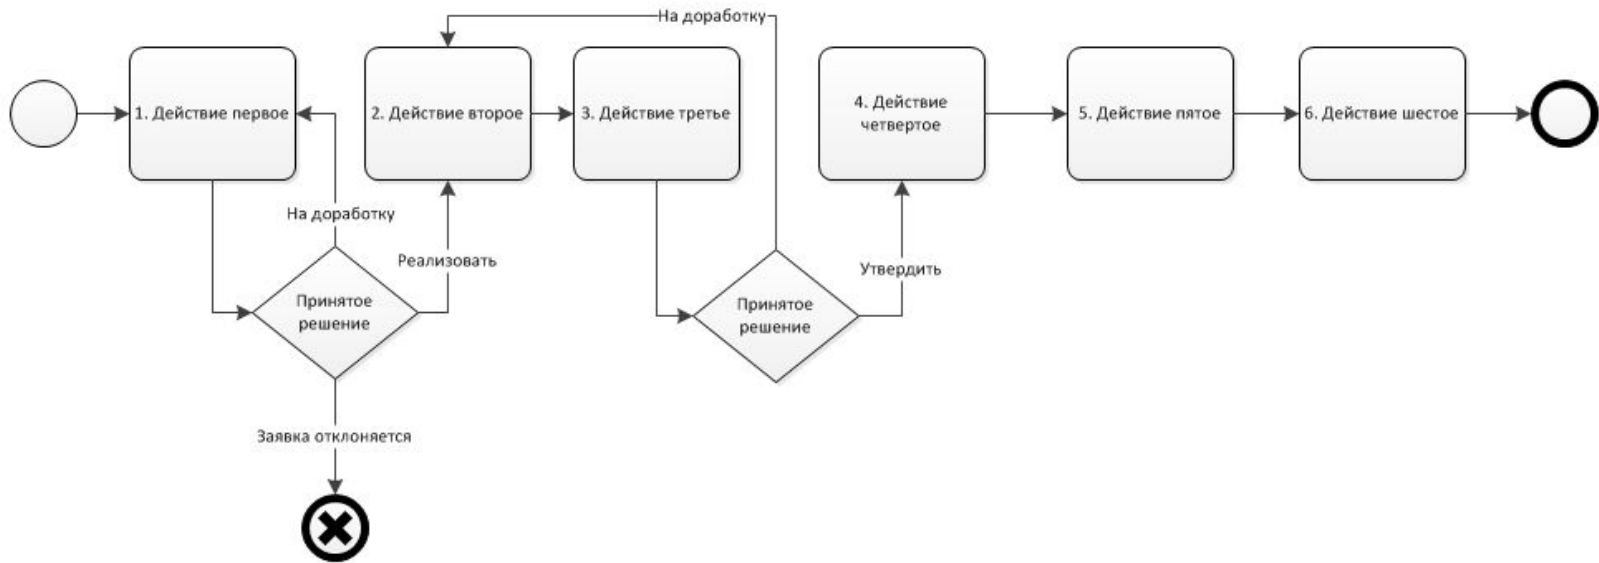 На доработку
1. Действие первое
2. Действие второе
3. Действие третье
4. Действие
четвертое
5. Действие пятое
6. Действие шестое
На доработку
Реализовать
Утвердить
Принятое
решение
Принятое
решение
Заявка отклоняется